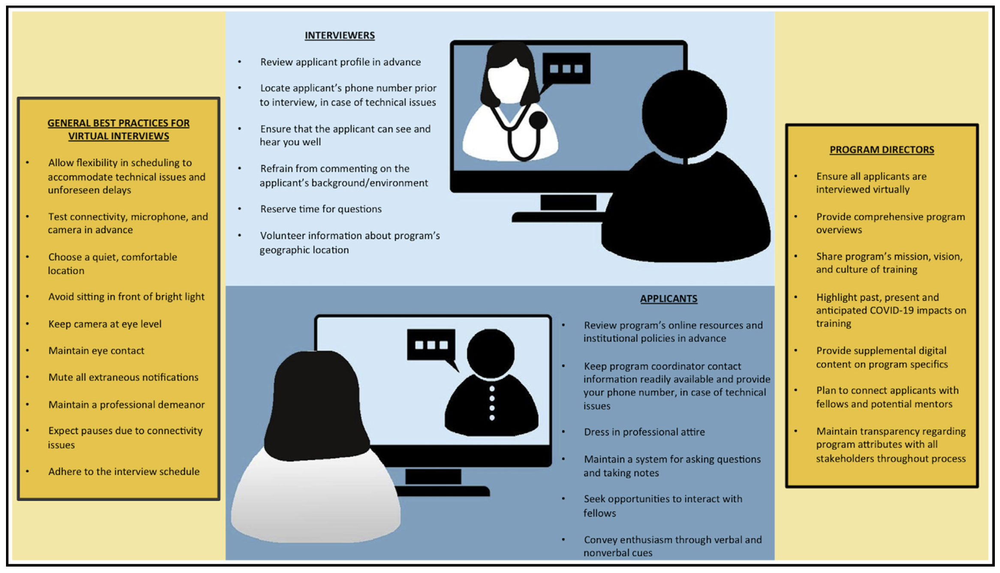 GENERAL BEST PRACTICES FOR
VIRTUAL INTERVIEWS
• Allow flexibility in scheduling to
accommodate technical issues and
unforeseen delays
• Test connectivity, microphone, and
camera in advance
• Choose a quiet, comfortable
location
• Avoid sitting in front of bright light
• Keep camera at eye level
• Maintain eye contact
• Mute all extraneous notifications
• Maintain a professional demeanor
• Expect pauses due to connectivity
issues
• Adhere to the interview schedule
INTERVIEWERS
• Review applicant profile in advance
• Locate applicant's phone number prior
to interview, in case of technical issues
• Ensure that the applicant can see and
hear you well
• Refrain from commenting on the
applicant's background/environment
• Reserve time for questions
• Volunteer information about program's
geographic location
APPLICANTS
• Review program's online resources and
institutional policies in advance
• Keep program coordinator contact
information readily available and provide
your phone number, in case of technical
issues
• Dress in professional attire
• Maintain a system for asking questions
and taking notes
• Seek opportunities to interact with
fellows
• Convey enthusiasm through verbal and
nonverbal cues
PROGRAM DIRECTORS
• Ensure all applicants are
interviewed virtually
• Provide comprehensive program
overviews
• Share program's mission, vision,
and culture of training
• Highlight past, present and
anticipated COVID-19 impacts on
training
• Provide supplemental digital
content on program specifics
• Plan to connect applicants with
fellows and potential mentors
• Maintain transparency regarding
program attributes with all
stakeholders throughout process